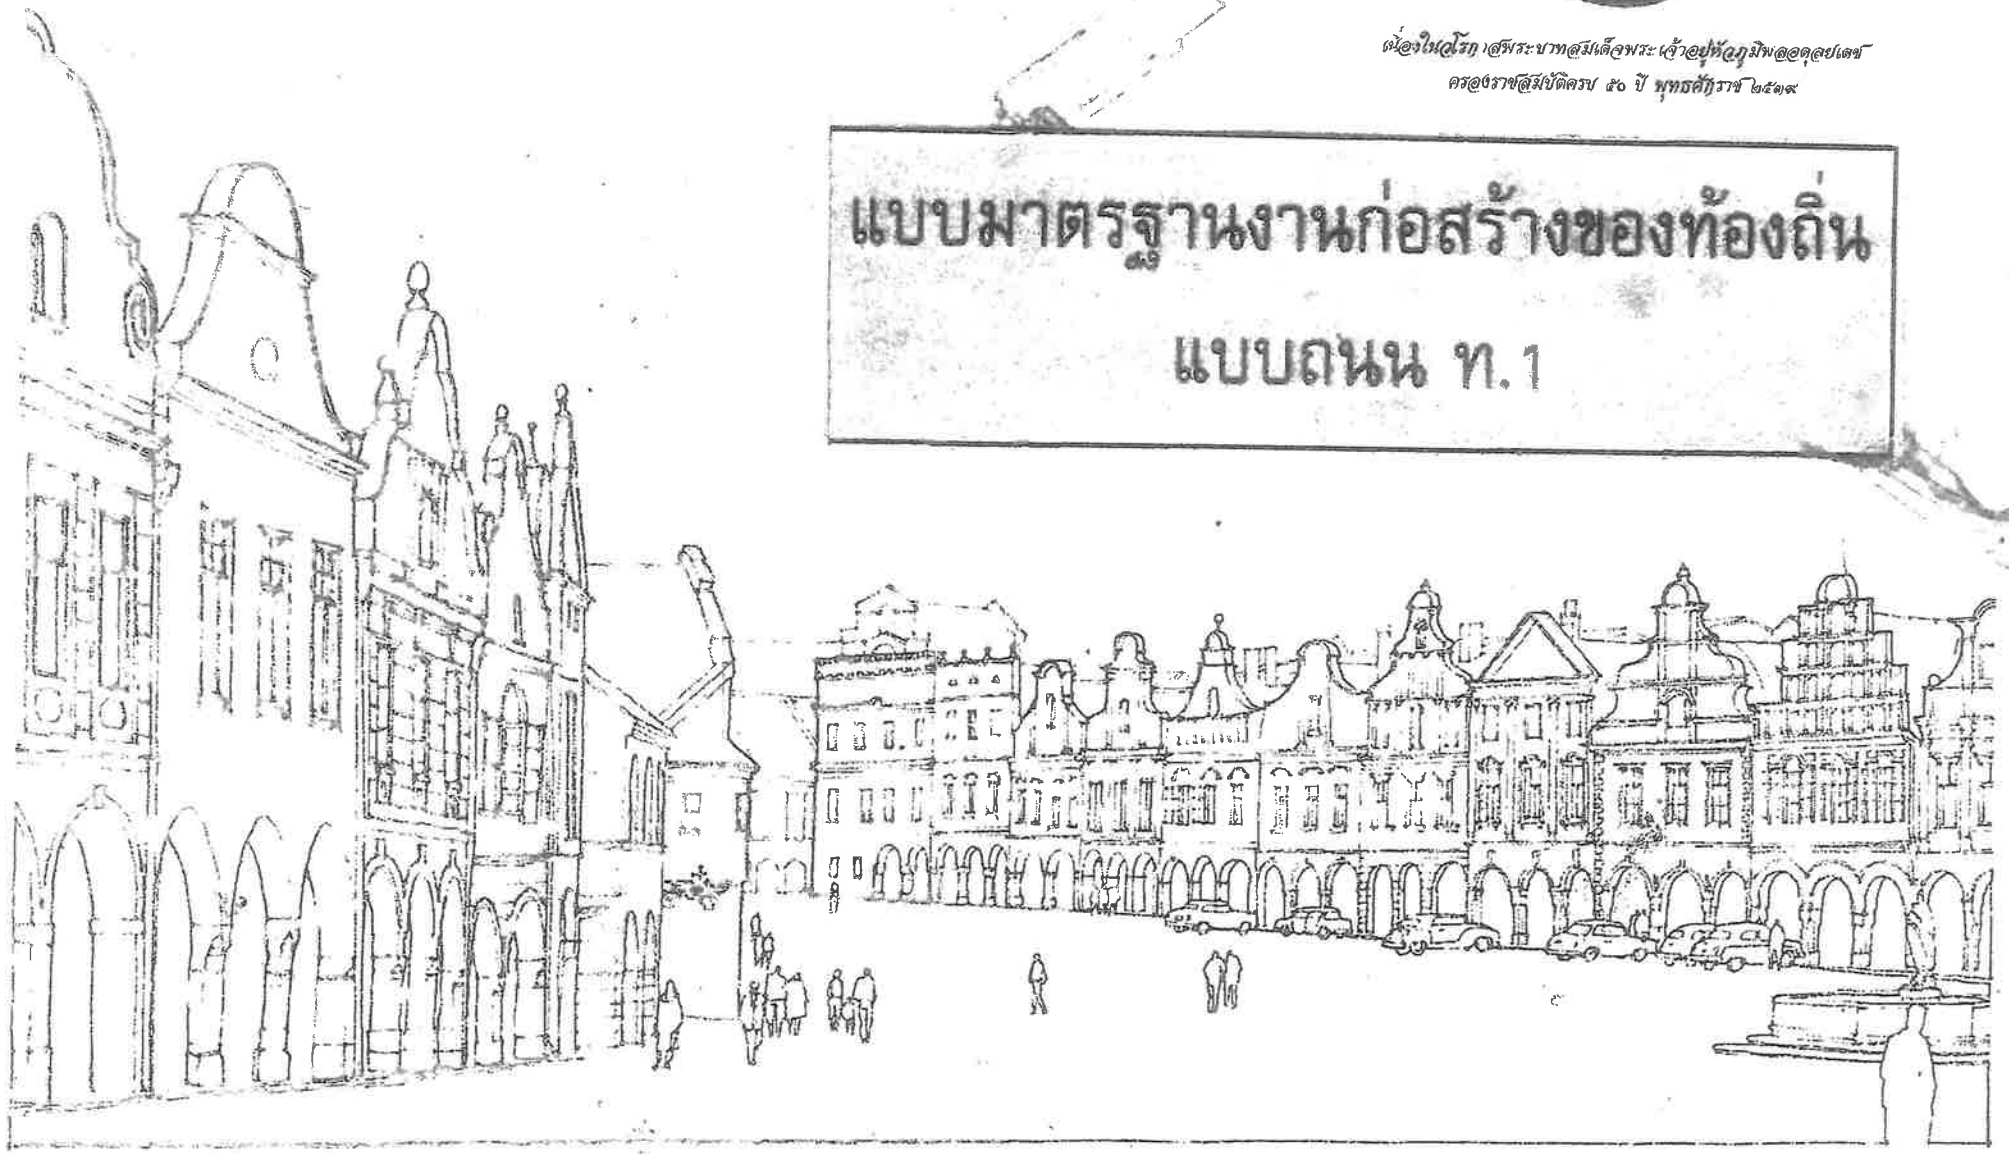 เนื่องในวโรกาสพระบาทสมเด็จพระเจ้าอยู่หัวภูมิพลอดุลยเดช
ครองราชสมบัติครบ ๕๐ ปี พุทธศักราช ๒๕๓๙
แบบมาตรฐานงานก่อสร้างของท้องถิ่น
แบบถนน ท.1